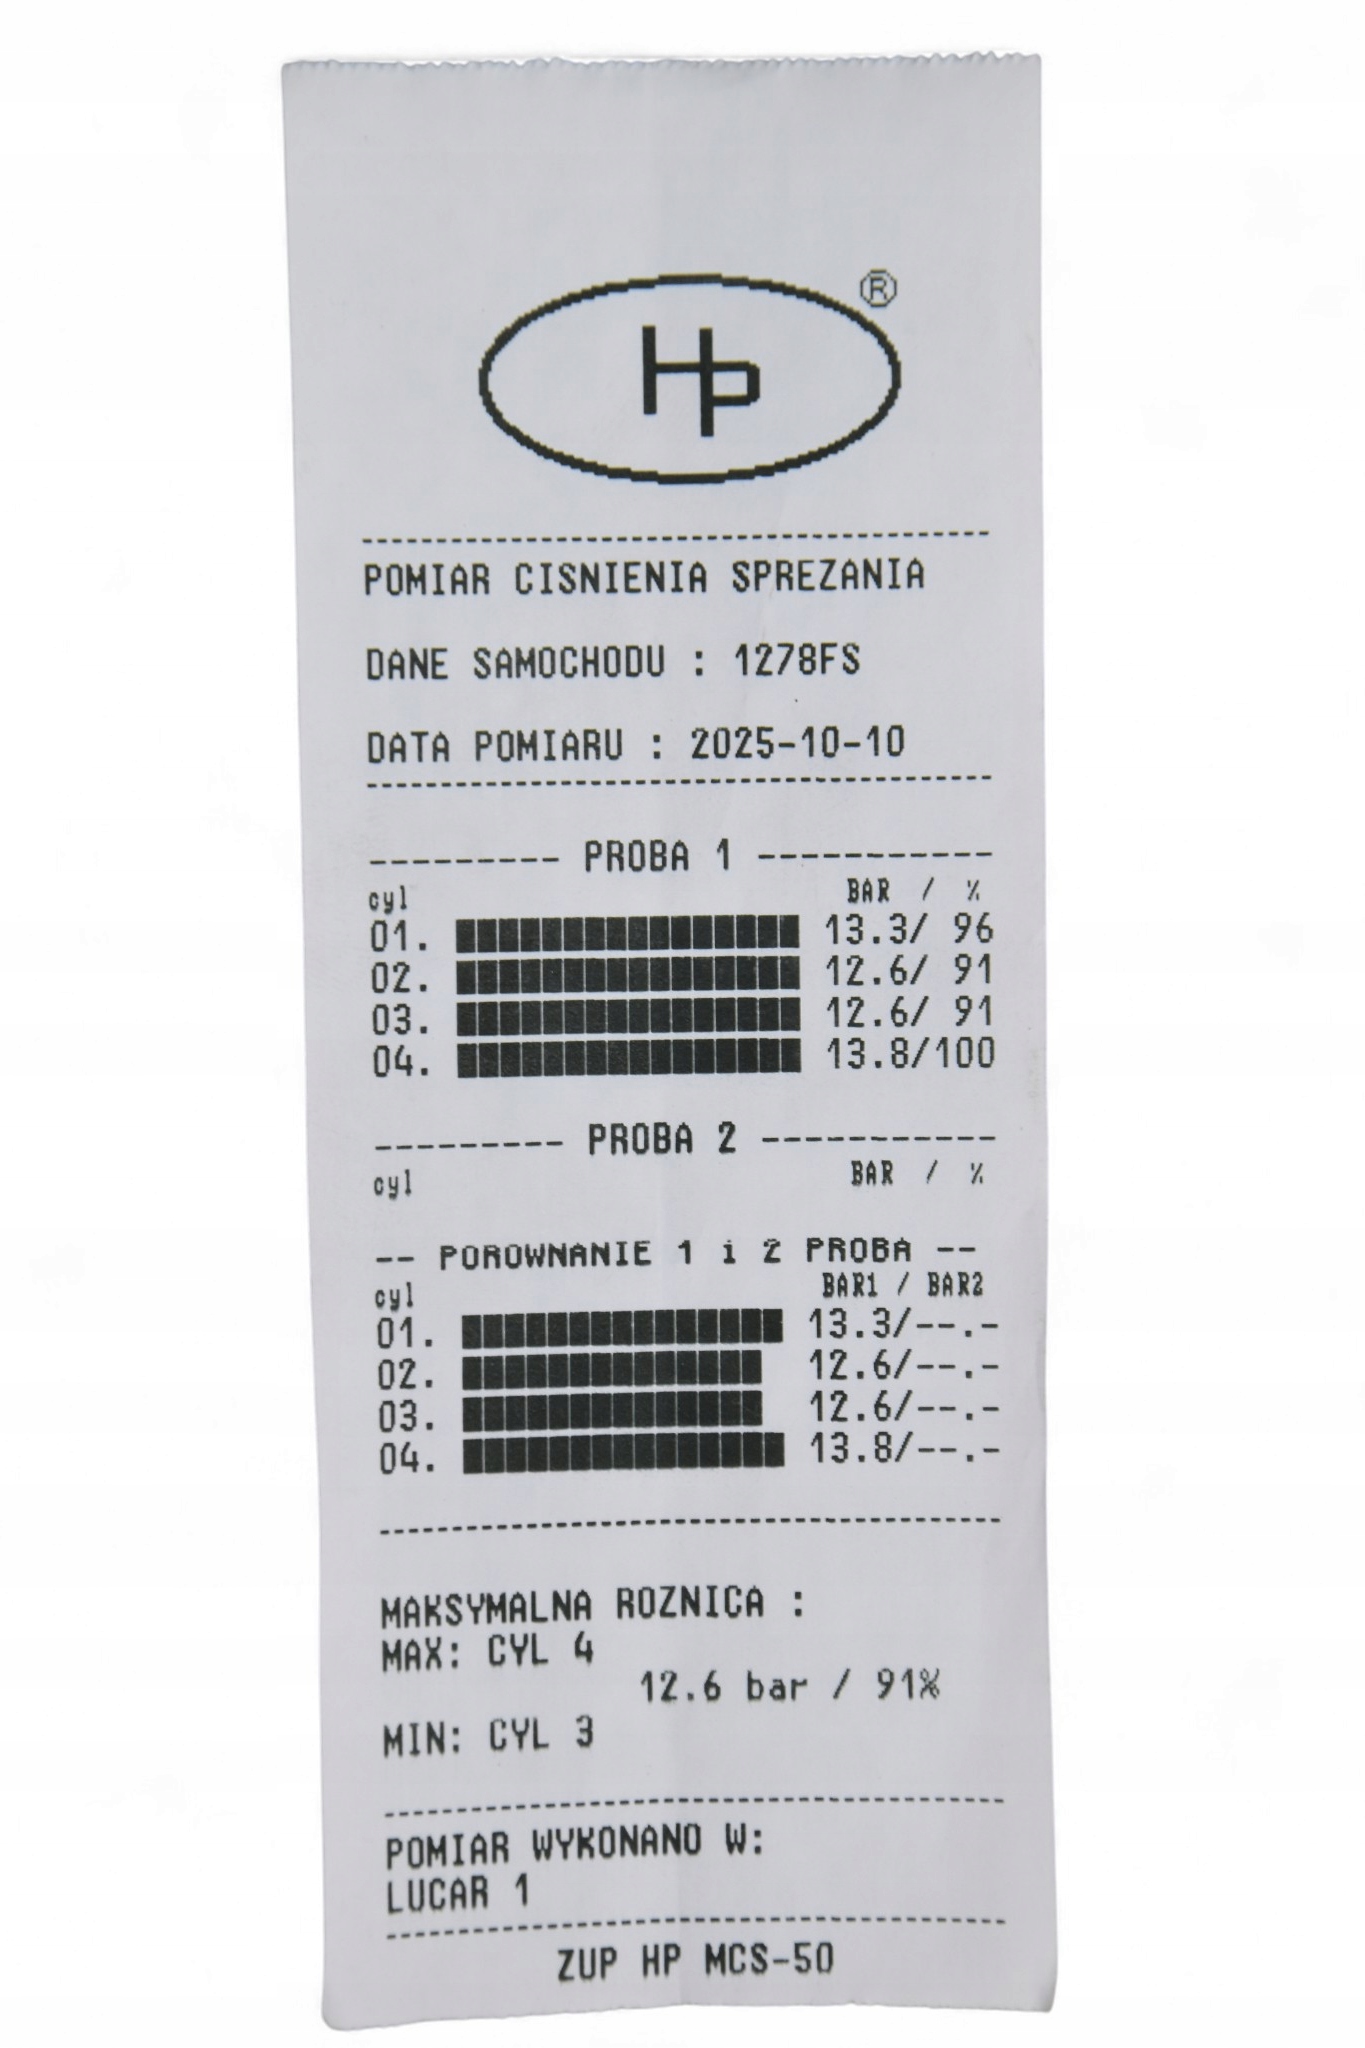 HP ®
POMIAR CISNIENIA SPREZANIA
DANE SAMOCHODU : 1278FS
DATA POMIARU : 2025-10-10
--------- PROBA 1 -----------
cyl BAR / %
01. 13.3/ 96
02. 12.6/ 91
03. 12.6/ 91
04. 13.8/100
--------- PROBA 2 -----------
cyl BAR / %
-- POROWNANIE 1 i 2 PROBA --
cyl BAR1 / BAR2
01. 13.3/--.-
02. 12.6/--.-
03. 12.6/--.-
04. 13.8/--.-
MAKSYMALNA ROZNICA :
MAX: CYL 4
12.6 bar / 91%
MIN: CYL 3
POMIAR WYKONANO W:
LUCAR 1
ZUP HP MCS-50